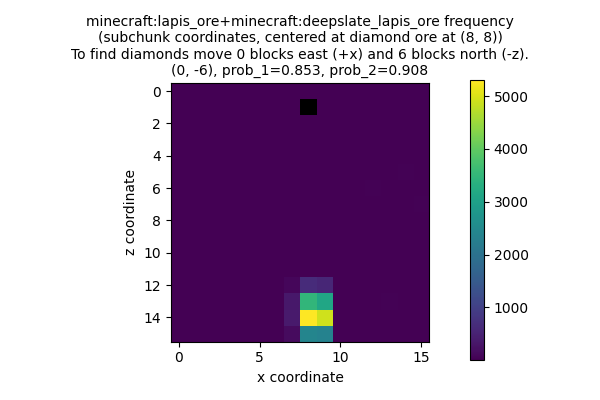 minecraft:lapis_ore+minecraft:deepslate_lapis_ore frequency
(subchunk coordinates, centered at diamond ore at (8, 8))
To find diamonds move 0 blocks east (+x) and 6 blocks north (-z).
(0, -6), prob_1=0.853, prob_2=0.908
0
2
4
6
8
10
12
14
z coordinate
0
5
10
15
x coordinate
5000
4000
3000
2000
1000